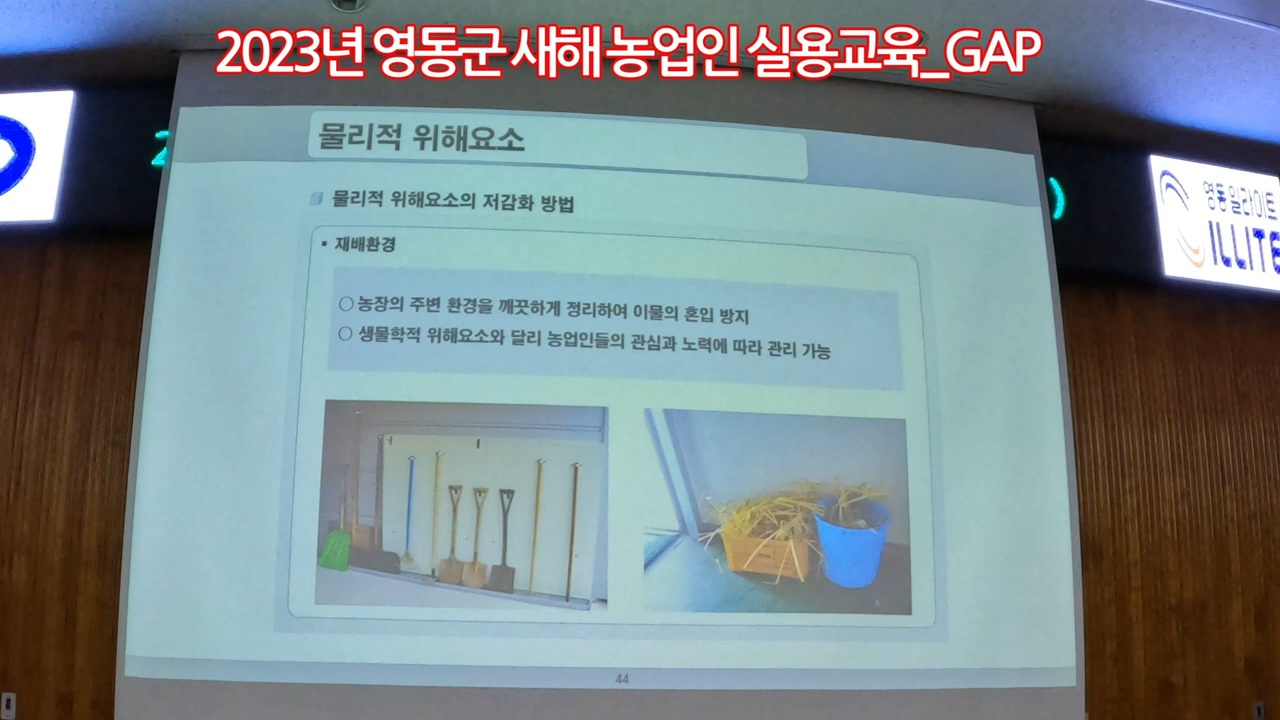 2023년 영동군 새해 농업인 실용교육_GAP
물리적 위해요소
물리적 위해요소의 저감화 방법
▪ 재배환경
○ 농장의 주변 환경을 깨끗하게 정리하여 이물의 혼입 방지
○ 생물학적 위해요소와 달리 농업인들의 관심과 노력에 따라 관리 가능
44
영동 일라이트